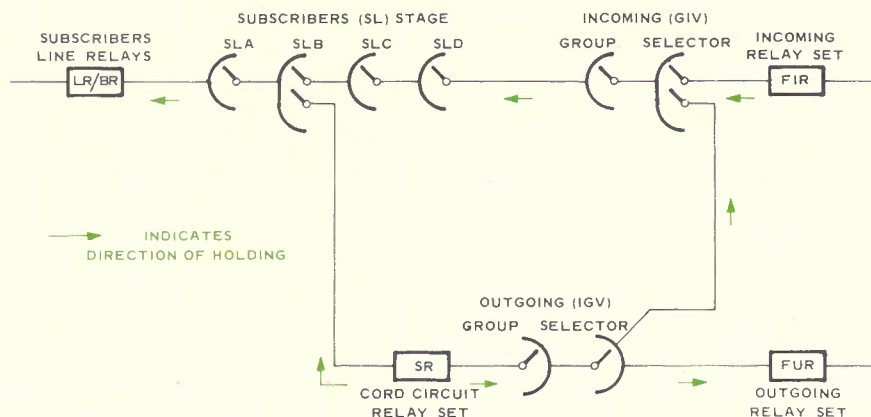 SUBSCRIBERS (SL) STAGE
INCOMING (GIV)
SUBSCRIBERS
LINE RELAYS
SLA
SLB
SLC
SLD
GROUP
SELECTOR
INCOMING
RELAY SET
LR/BR
FIR
INDICATES
DIRECTION OF HOLDING
OUTGOING (IGV)
GROUP
SELECTOR
SR
FUR
CORD CIRCUIT
RELAY SET
OUTGOING
RELAY SET